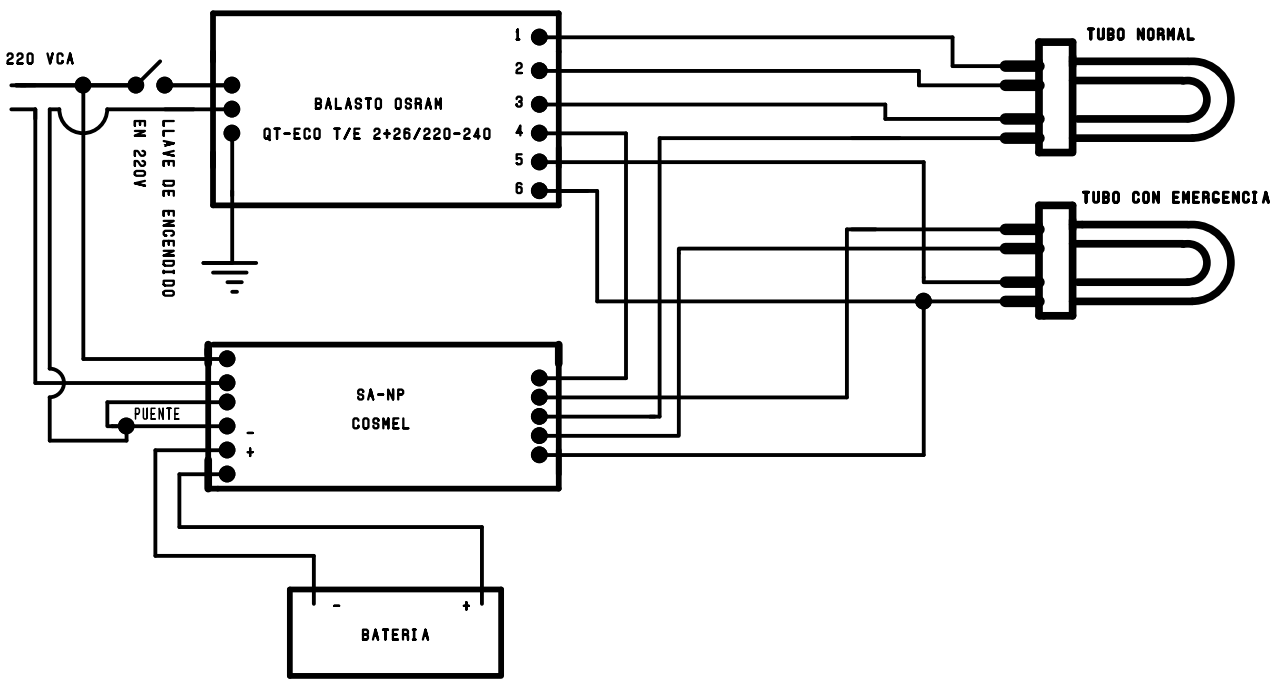 220 VCA
LLAVE DE ENCENDIDO
EN 220V
BALASTO OSRAM
QT-ECO T/E 2+26/220-240
1
2
3
4
5
6
TUBO NORMAL
TUBO CON EMERGENCIA
SA-NP
COSMEL
PUENTE
-
+
- +
BATERIA